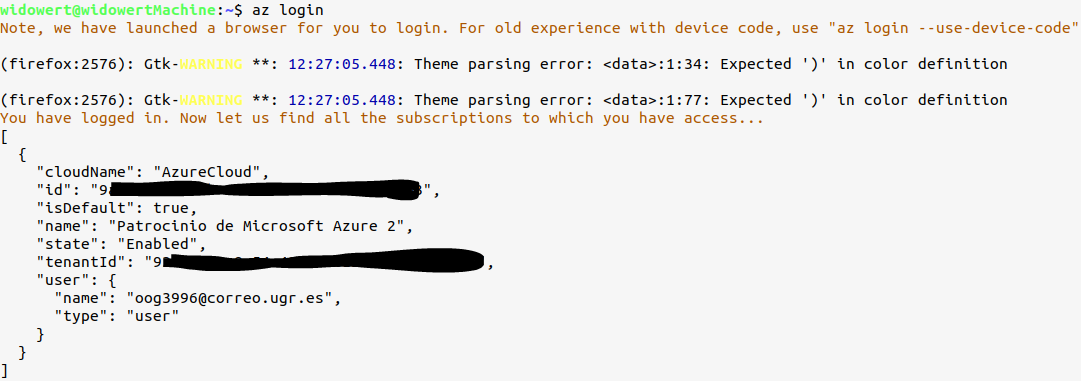 widowert@widowertMachine:~$ az login
Note, we have launched a browser for you to login. For old experience with device code, use "az login --use-device-code"
(firefox:2576): Gtk-WARNING **: 12:27:05.448: Theme parsing error: <data>:1:34: Expected ')' in color definition
(firefox:2576): Gtk-WARNING **: 12:27:05.448: Theme parsing error: <data>:1:77: Expected ')' in color definition
You have logged in. Now let us find all the subscriptions to which you have access...
[
  {
    "cloudName": "AzureCloud",
    "id": "9
    "isDefault": true,
    "name": "Patrocinio de Microsoft Azure 2",
    "state": "Enabled",
    "tenantId": "9
    "user": {
      "name": "oog3996@correo.ugr.es",
      "type": "user"
    }
  }
]